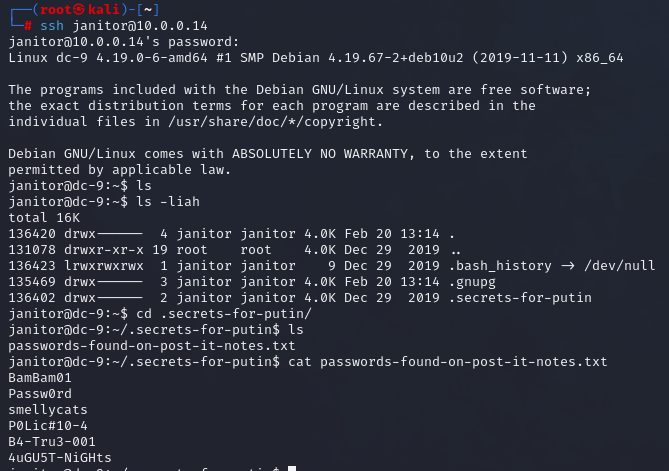 ┌──(root㉿kali)-[~]
└─# ssh janitor@10.0.0.14
janitor@10.0.0.14's password:
Linux dc-9 4.19.0-6-amd64 #1 SMP Debian 4.19.67-2+deb10u2 (2019-11-11) x86_64
The programs included with the Debian GNU/Linux system are free software;
the exact distribution terms for each program are described in the
individual files in /usr/share/doc/*/copyright.
Debian GNU/Linux comes with ABSOLUTELY NO WARRANTY, to the extent
permitted by applicable law.
janitor@dc-9:~$ ls
janitor@dc-9:~$ ls -liah
total 16K
136420 drwx------  4 janitor janitor 4.0K Feb 20 13:14 .
131078 drwxr-xr-x 19 root    root    4.0K Dec 29  2019 ..
136423 lrwxrwxrwx  1 janitor janitor    9 Dec 29  2019 .bash_history -> /dev/null
135469 drwx------  3 janitor janitor 4.0K Feb 20 13:14 .gnupg
136402 drwx------  2 janitor janitor 4.0K Dec 29  2019 .secrets-for-putin
janitor@dc-9:~$ cd .secrets-for-putin/
janitor@dc-9:~/.secrets-for-putin$ ls
passwords-found-on-post-it-notes.txt
janitor@dc-9:~/.secrets-for-putin$ cat passwords-found-on-post-it-notes.txt
BamBam01
Passw0rd
smellycats
P0Lic#10-4
B4-Tru3-001
4uGU5T-NiGHts
janitor@dc-9:~/.secrets-for-putin$